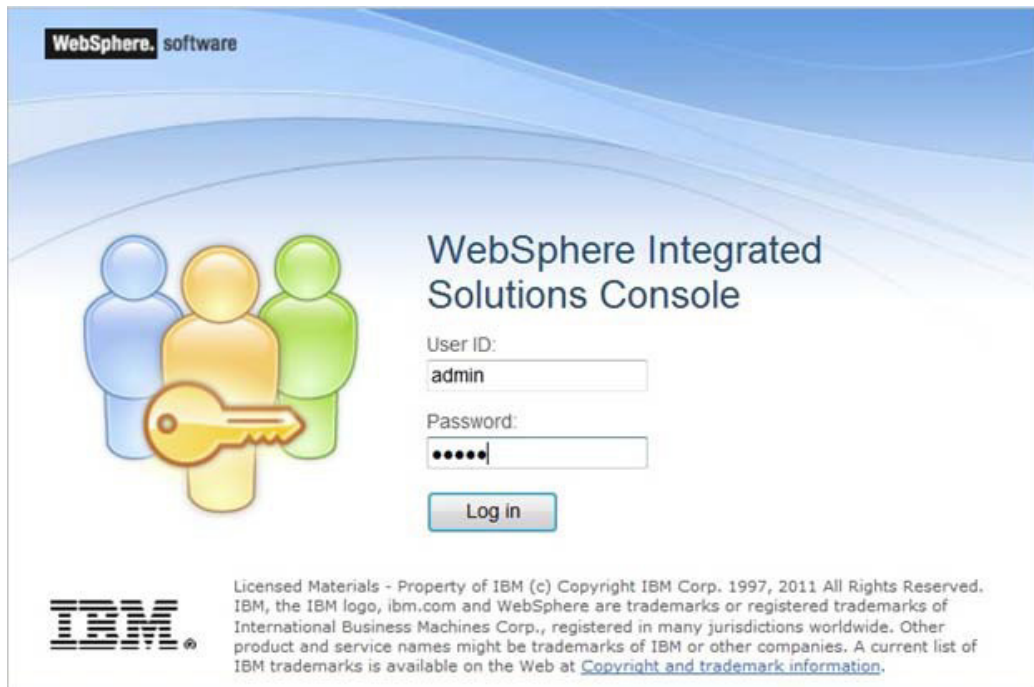 WebSphere. software
WebSphere Integrated
Solutions Console
User ID:
admin
Password:
•••••
Log in
Licensed Materials - Property of IBM (c) Copyright IBM Corp. 1997, 2011 All Rights Reserved.
IBM, the IBM logo, ibm.com and WebSphere are trademarks or registered trademarks of
International Business Machines Corp., registered in many jurisdictions worldwide. Other
product and service names might be trademarks of IBM or other companies. A current list of
IBM trademarks is available on the Web at Copyright and trademark information.
IBM®